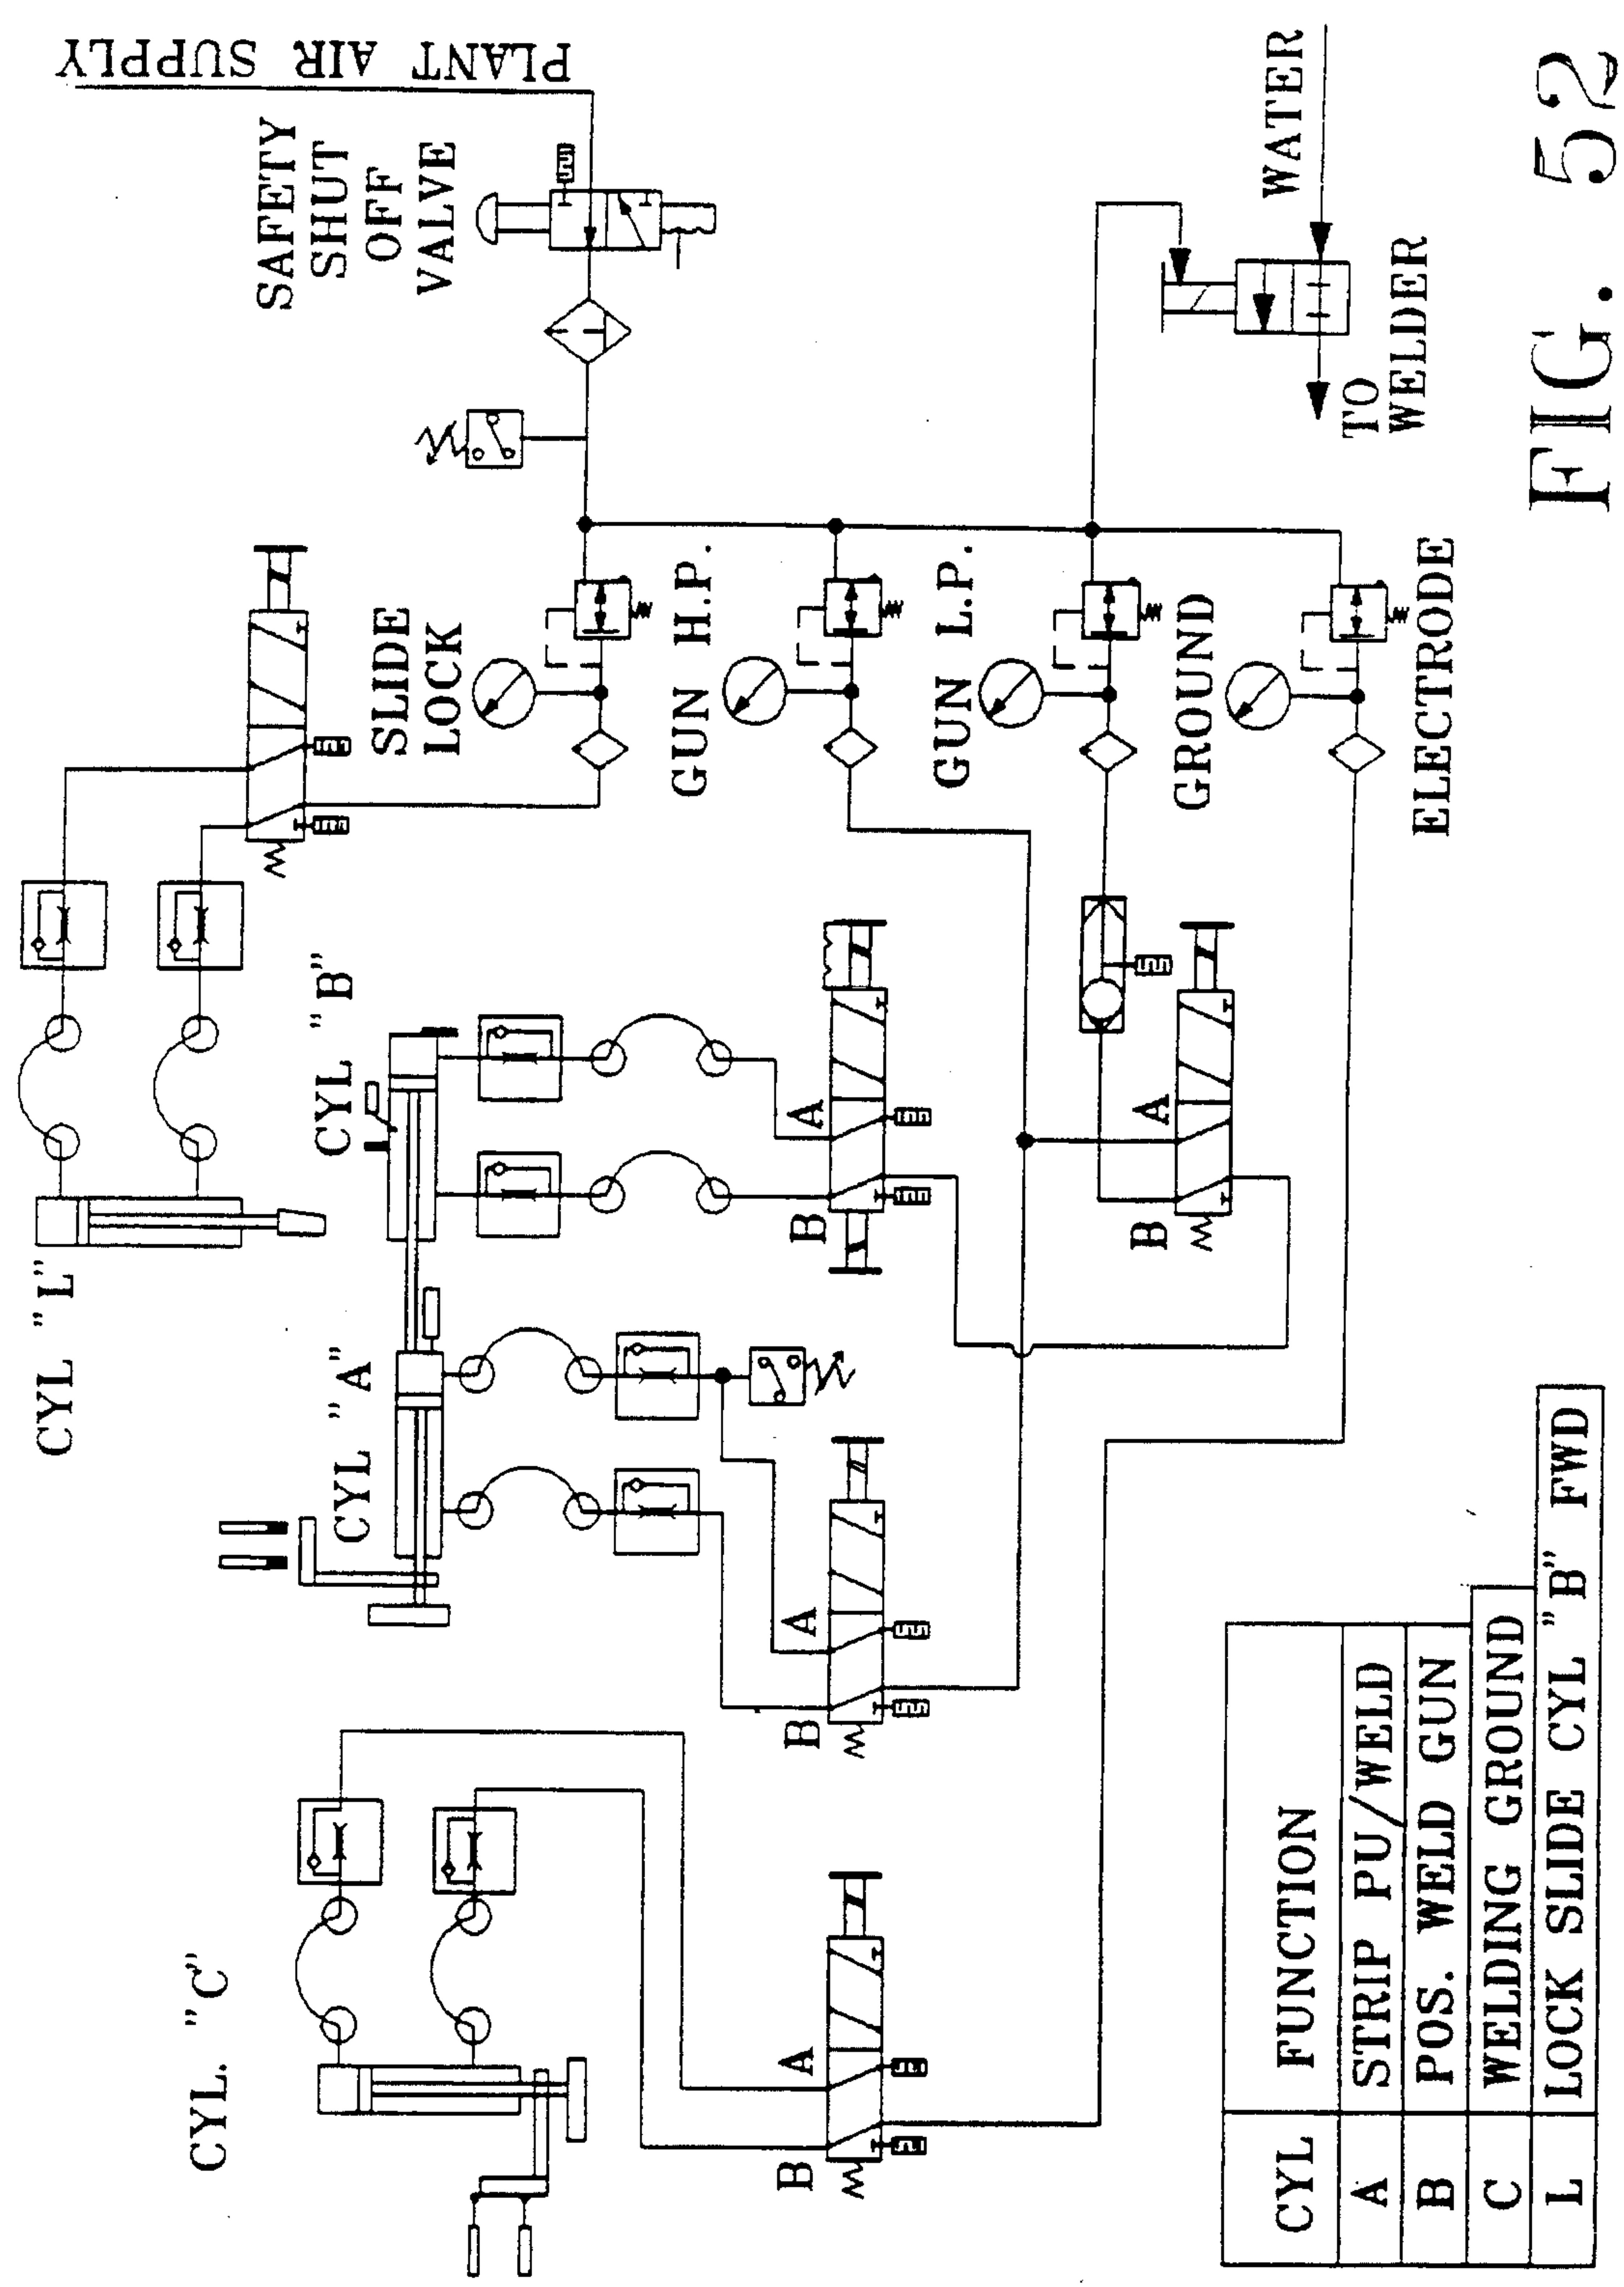 CYL. "C"
CYL "L"
CYL "A"
CYL "B"
PLANT AIR SUPPLY
SAFETY
SHUT
OFF
VALVE
SLIDE
LOCK
GUN H.P.
GUN L.P.
GROUND
ELECTRODE
B
A
B
A
B
A
B
A
WATER
TO
WELDER
CYL FUNCTION
A STRIP PU/WELD
B POS. WELD GUN
C WELDING GROUND
L LOCK SLIDE CYL "B" FWD
FIG. 52